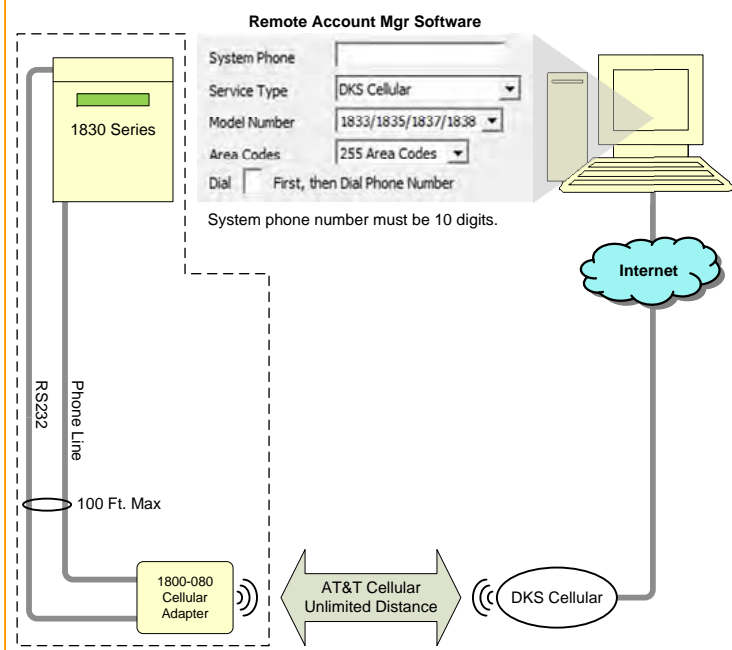 Remote Account Mgr Software
System Phone
Service Type
DKS Cellular
Model Number
1833/1835/1837/1838
Area Codes
255 Area Codes
Dial First, then Dial Phone Number
System phone number must be 10 digits.
1830 Series
Internet
RS232
Phone Line
100 Ft. Max
1800-080
Cellular
Adapter
AT&T Cellular
Unlimited Distance
DKS Cellular